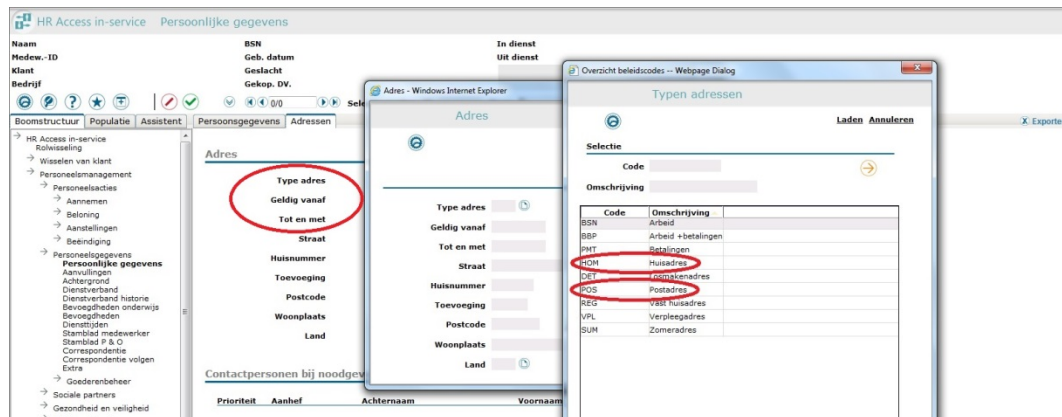 HR Access in-service Persoonlijke gegevens
Naam BSN In dienst
Medew.-ID Geb. datum Uit dienst
Klant Geslacht
Bedrijf Gekop. DV.
0/0 Sele
Boomstructuur Populatie Assistent Persoonsgegevens Adressen X Exporte
HR Access in-service
Rolwisseling
Wisselen van klant
Personeelsmanagement
Personeelsacties
Aannemen
Beloning
Aanstellingen
Beëindiging
Personeelsgegevens
Persoonlijke gegevens
Aanvullingen
Achtergrond
Dienstverband
Dienstverband historie
Bevoegdheden onderwijs
Bevoegdheden
Diensttijden
Stamblad medewerker
Stamblad P & O
Correspondentie
Correspondentie volgen
Extra
Goederenbeheer
Sociale partners
Gezondheid en veiligheid
Adres
Type adres
Geldig vanaf
Tot en met
Straat
Huisnummer
Toevoeging
Postcode
Woonplaats
Land
Contactpersonen bij noodgev
Prioriteit Aanhef Achternaam Voornaam
Adres - Windows Internet Explorer
Adres
Type adres
Geldig vanaf
Tot en met
Straat
Huisnummer
Toevoeging
Postcode
Woonplaats
Land
Overzicht beleidscodes -- Webpage Dialog
Typen adressen
Laden Annuleren
Selectie
Code
Omschrijving
Code Omschrijving
BSN Arbeid
BBP Arbeid +betalingen
PMT Betalingen
HOM Huisadres
DET Losmakenadres
POS Postadres
REG Vast huisadres
VPL Verpleegadres
SUM Zomeradres